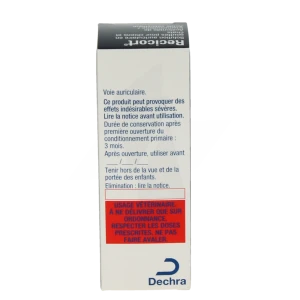 Recicort®
Voie auriculaire.
Ce produit peut provoquer des
effets indésirables sévères.
Lire la notice avant utilisation.
Durée de conservation après
première ouverture du
conditionnement primaire :
3 mois.
Après ouverture, utiliser avant
__/__/__
Tenir hors de la vue et de la
portée des enfants.
Elimination : lire la notice.
USAGE VÉTÉRINAIRE.
À NE DÉLIVRER QUE SUR
ORDONNANCE.
RESPECTER LES DOSES
PRESCRITES. NE PAS
FAIRE AVALER.
Dechra